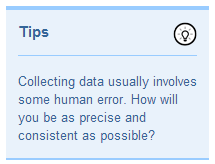 Tips
Collecting data usually involves
some human error. How will
you be as precise and
consistent as possible?